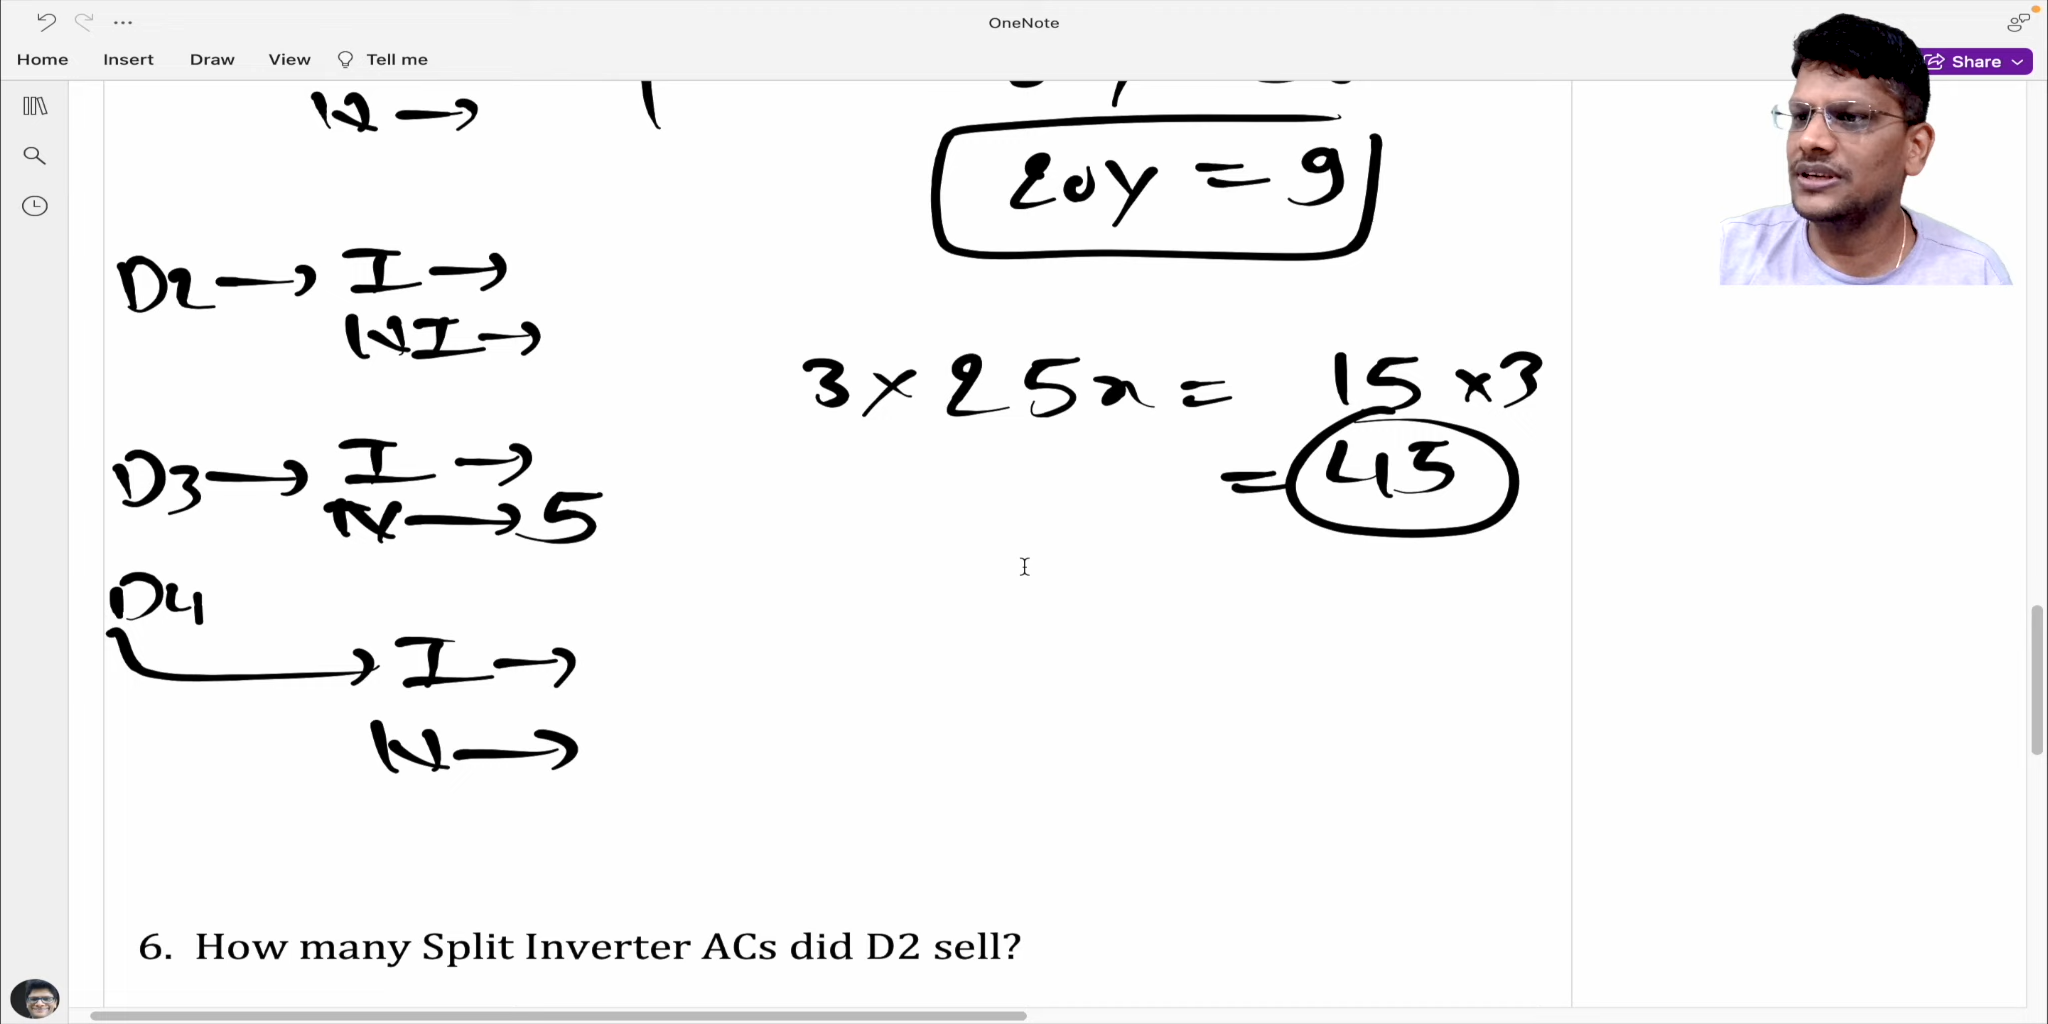 OneNote
Home Insert Draw View Tell me
Share
N →
20y = 9
D2 → I →
NI →
3 × 25x = 15 × 3
= 45
D3 → I →
N → 5
D4
→ I →
N →
6. How many Split Inverter ACs did D2 sell?